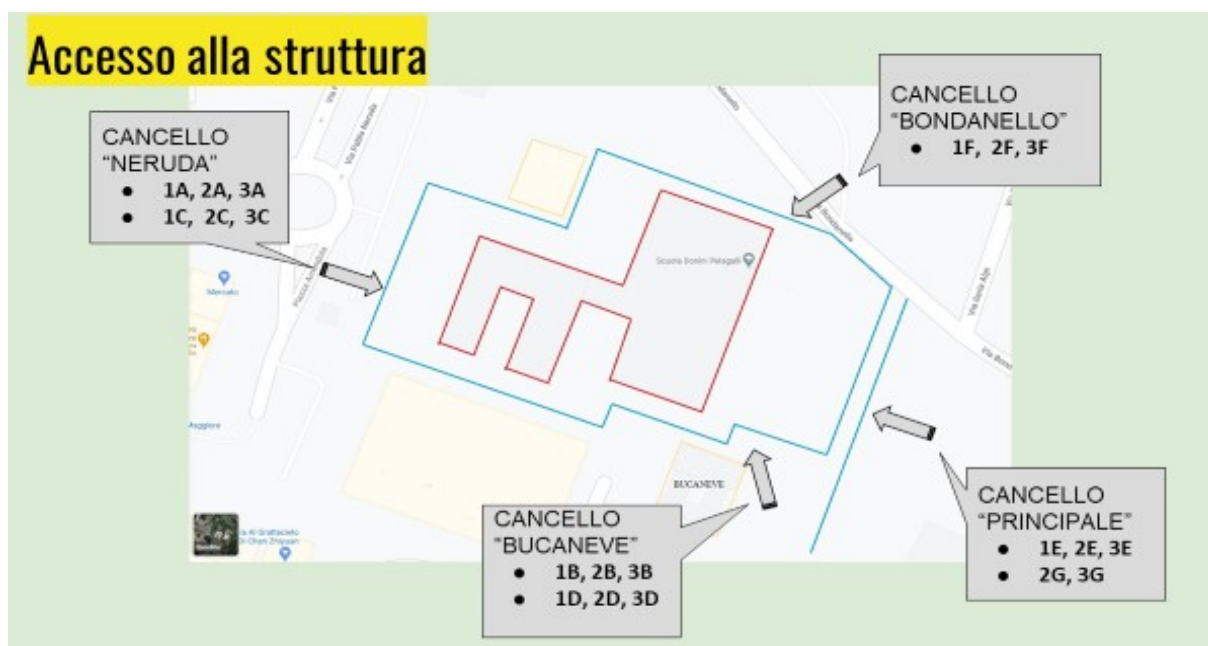 Accesso alla struttura
CANCELLO
“NERUDA”
● 1A, 2A, 3A
● 1C, 2C, 3C
CANCELLO
“BONDANELLO”
● 1F, 2F, 3F
Via Pablo Neruda
Mercato
Scuola Donini Pelagalli
BUCANEVE
CANCELLO
“BUCANEVE”
● 1B, 2B, 3B
● 1D, 2D, 3D
CANCELLO
“PRINCIPALE”
● 1E, 2E, 3E
● 2G, 3G